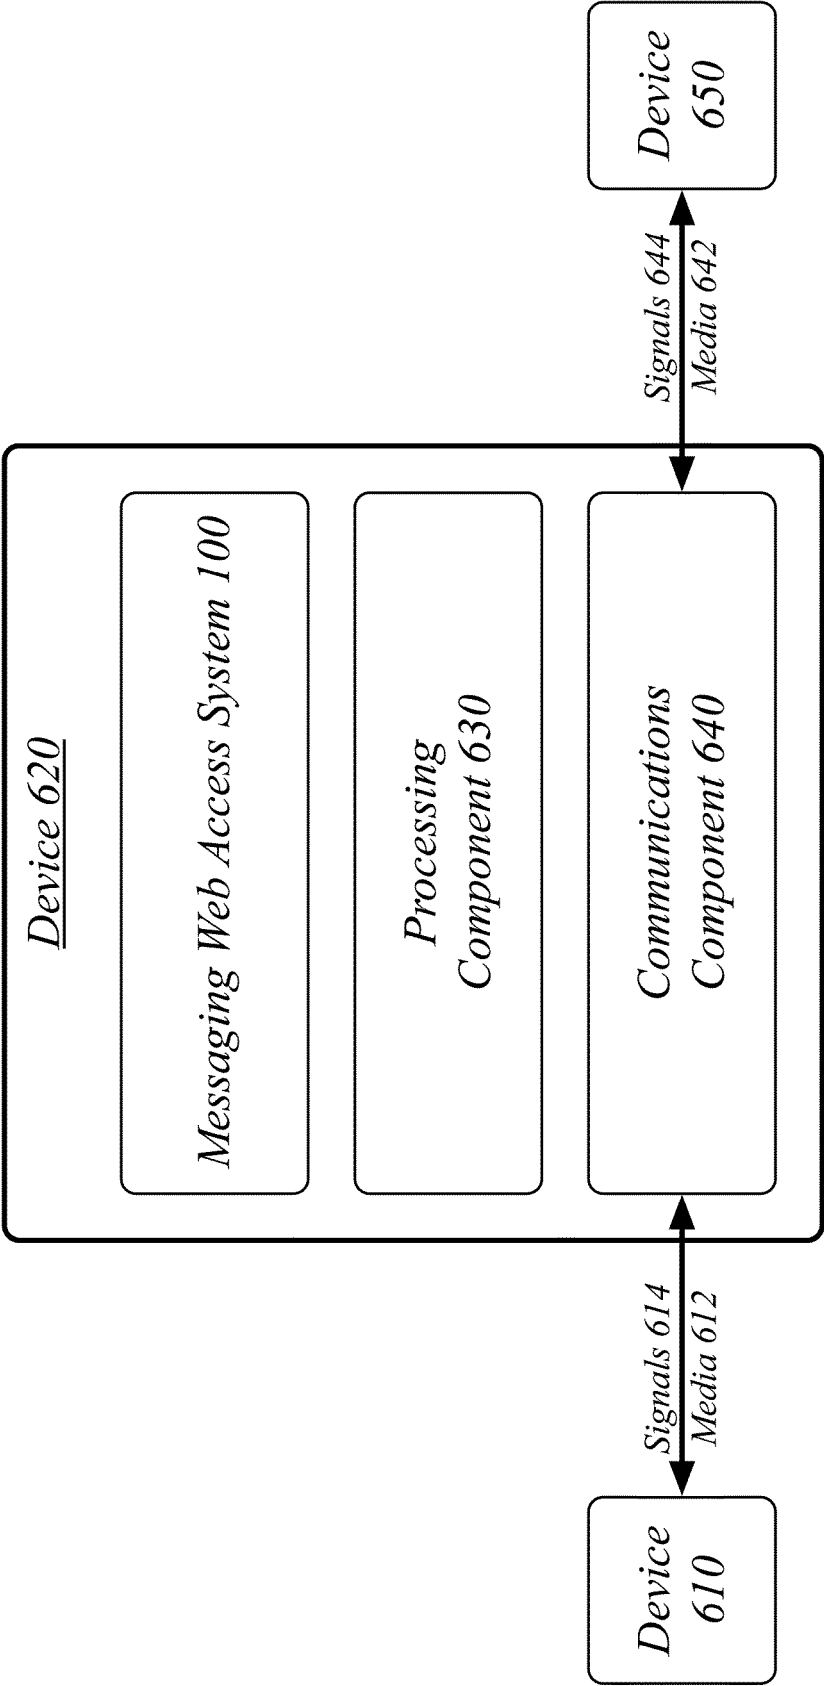 Device 620
Messaging Web Access System 100
Processing
Component 630
Device
610
Signals 614
Media 612
Communications
Component 640
Signals 644
Media 642
Device
650